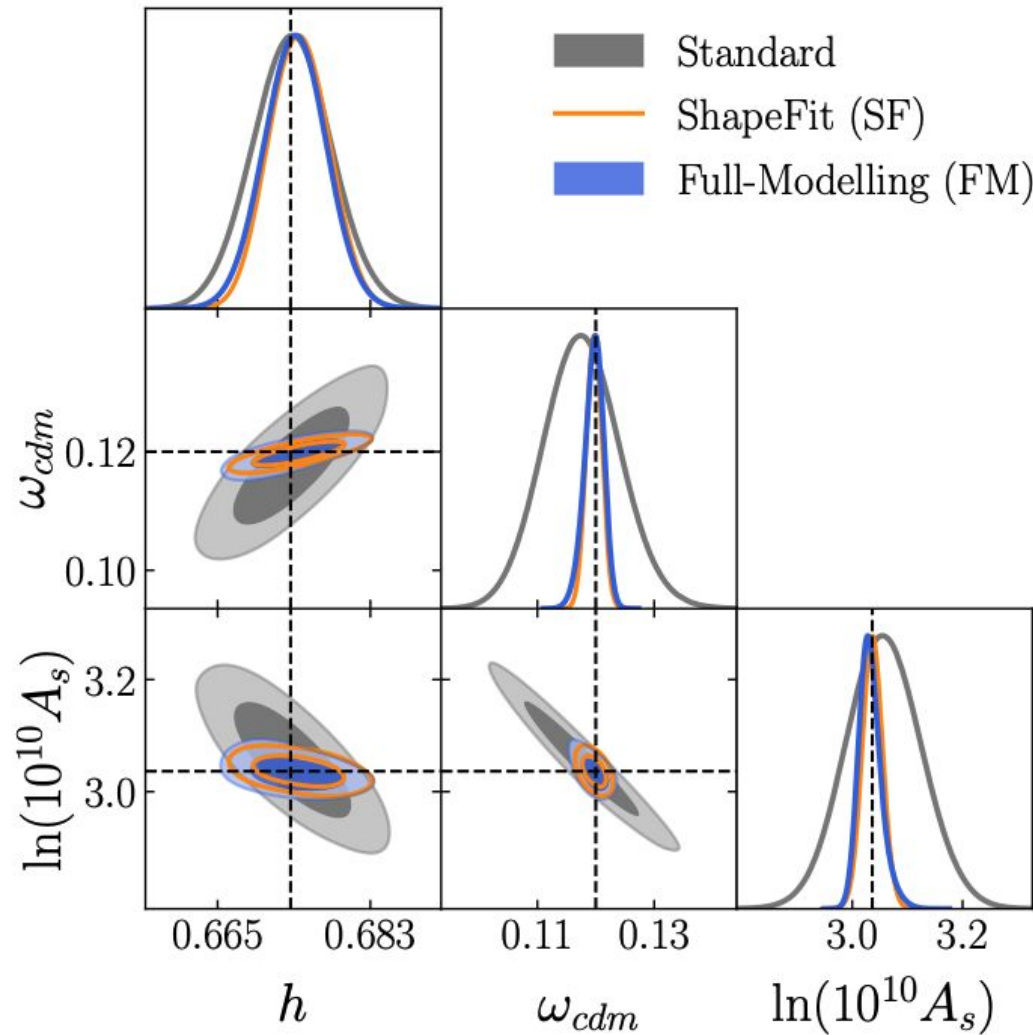 Standard
ShapeFit (SF)
Full-Modelling (FM)
ω_cdm
0.12
0.10
ln(10^10 A_s)
3.2
3.0
0.665 0.683 0.11 0.13 3.0 3.2
h ω_cdm ln(10^10 A_s)